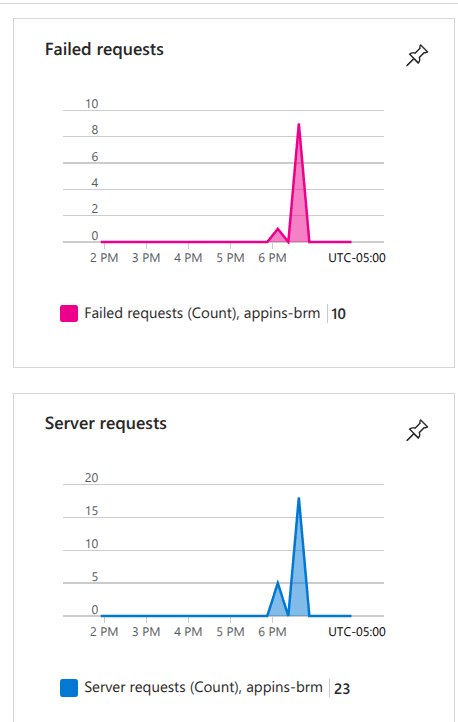 Failed requests
10
8
6
4
2
0
2 PM 3 PM 4 PM 5 PM 6 PM UTC-05:00
Failed requests (Count), appins-brm 10
Server requests
20
15
10
5
0
2 PM 3 PM 4 PM 5 PM 6 PM UTC-05:00
Server requests (Count), appins-brm 23